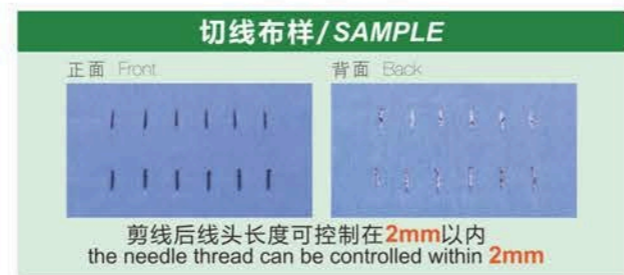 切线布样/SAMPLE
正面 Front
背面 Back
剪线后线头长度可控制在2mm以内
the needle thread can be controlled within 2mm